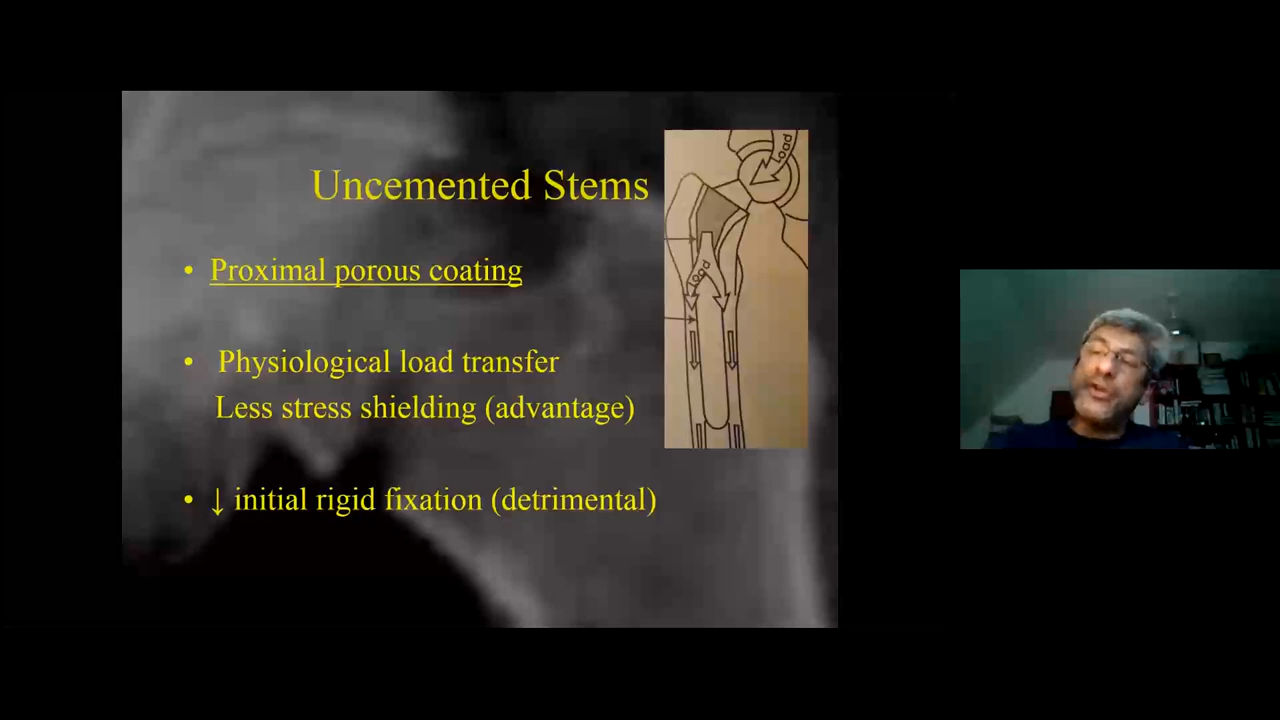 Uncemented Stems
• Proximal porous coating
• Physiological load transfer
Less stress shielding (advantage)
• ↓ initial rigid fixation (detrimental)
Load
Load